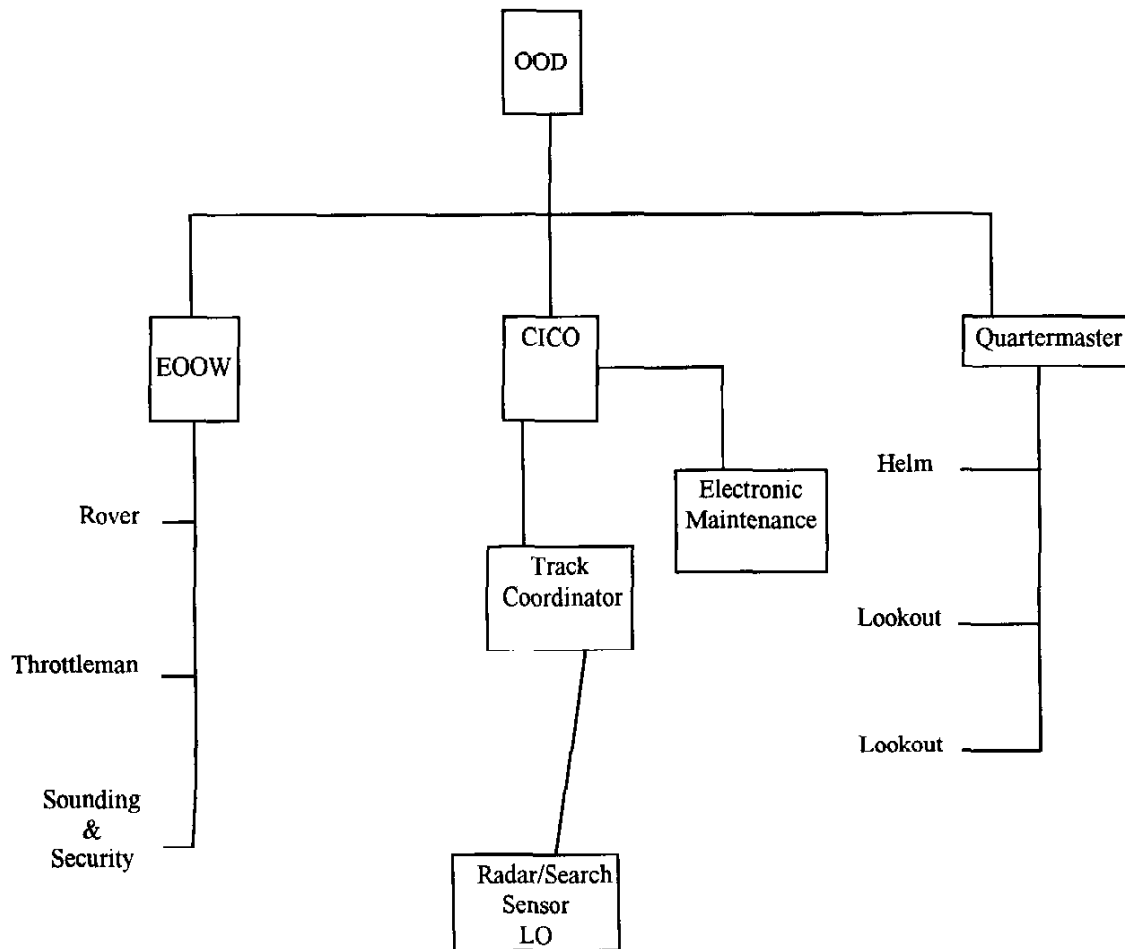 OOD
EOOW
CICO
Quartermaster
Rover
Throttleman
Sounding
&
Security
Track
Coordinator
Electronic
Maintenance
Radar/Search
Sensor
LO
Helm
Lookout
Lookout